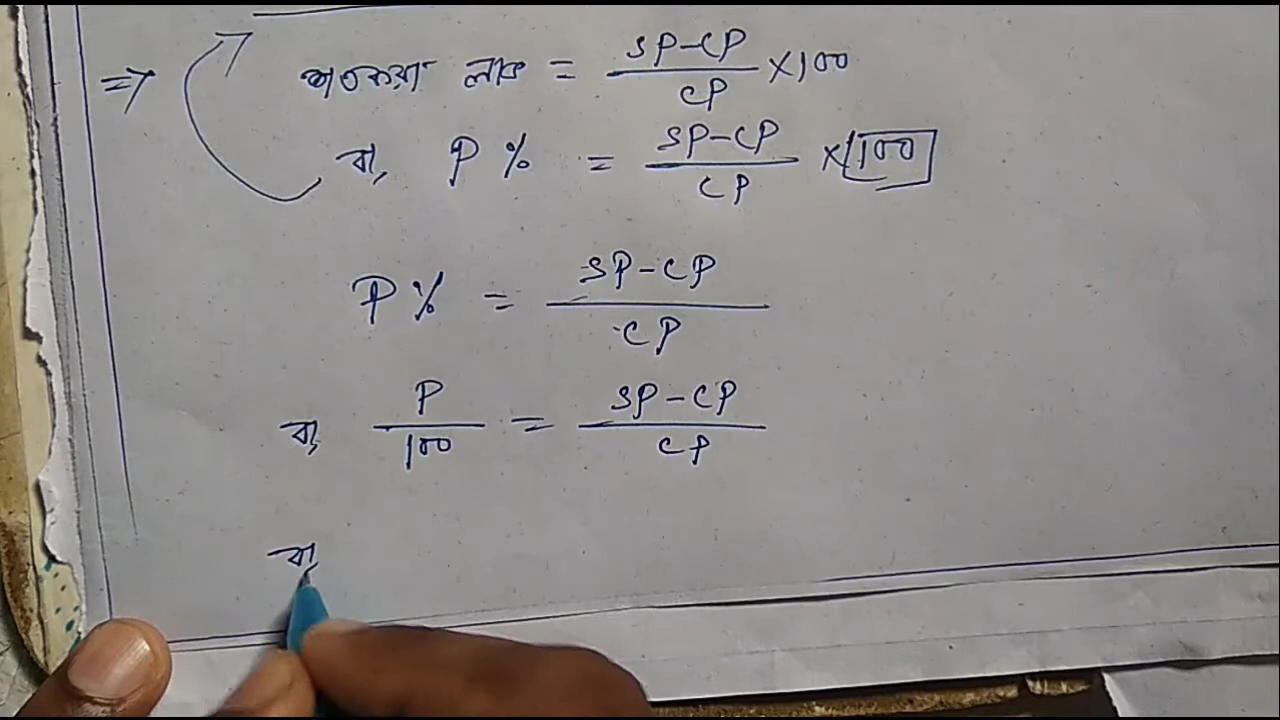 ⇒ শতকরা লাভ = SP-CP/CP ×100
বা, P % = SP-CP/CP ×100
P% = SP-CP/CP
বা, P/100 = SP-CP/CP
বা,